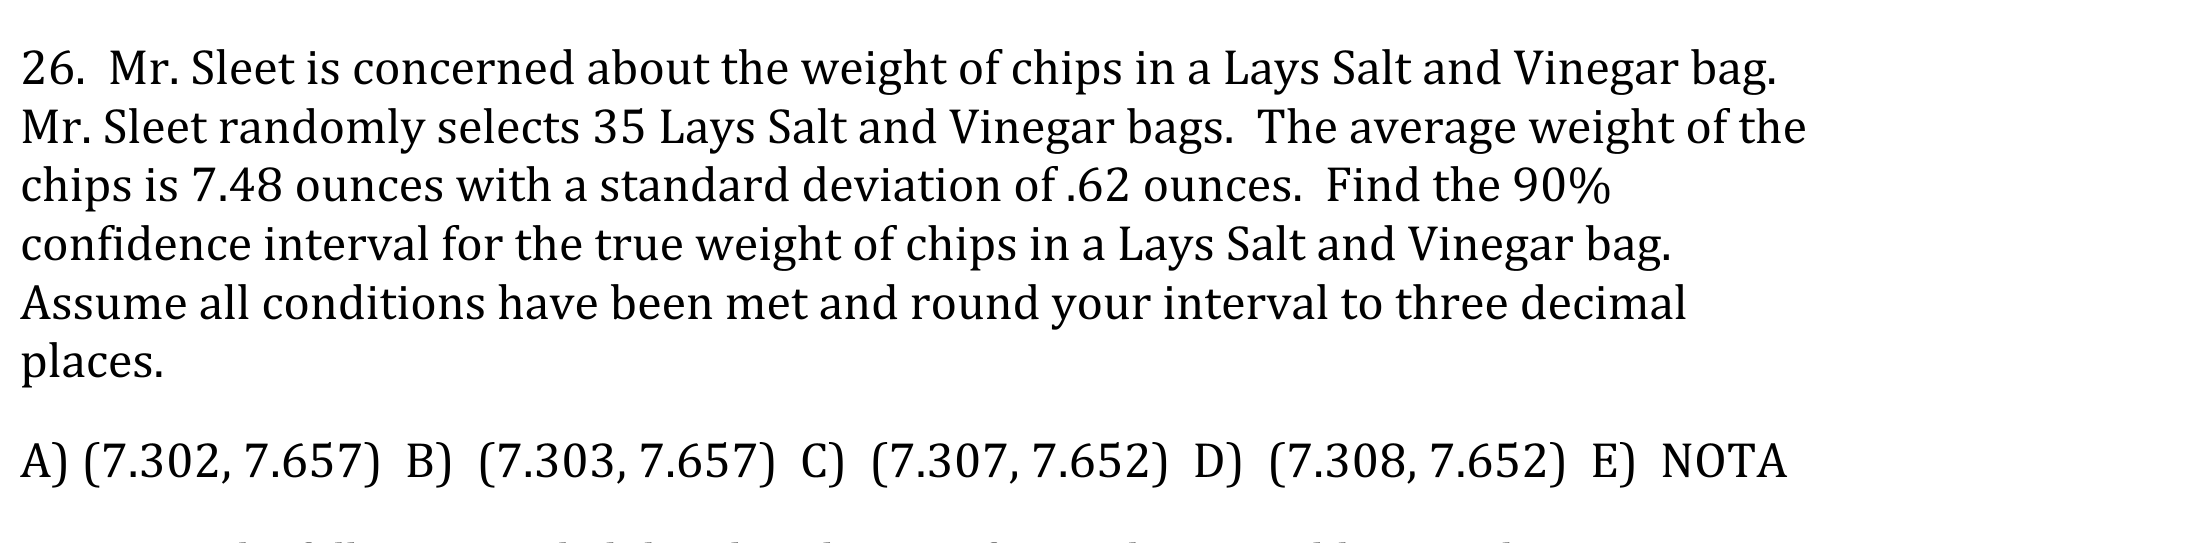 26. Mr. Sleet is concerned about the weight of chips in a Lays Salt and Vinegar bag.
Mr. Sleet randomly selects 35 Lays Salt and Vinegar bags. The average weight of the
chips is 7.48 ounces with a standard deviation of .62 ounces. Find the 90%
confidence interval for the true weight of chips in a Lays Salt and Vinegar bag.
Assume all conditions have been met and round your interval to three decimal
places.
A) (7.302, 7.657) B) (7.303, 7.657) C) (7.307, 7.652) D) (7.308, 7.652) E) NOTA